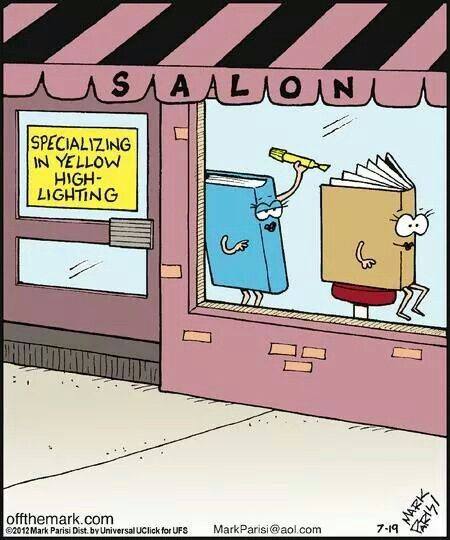 SALON
SPECIALIZING
IN YELLOW
HIGH-
LIGHTING
MARK
PARISI
offthemark.com
©2012 Mark Parisi Dist. by Universal UClick for UFS
MarkParisi@aol.com
7-19